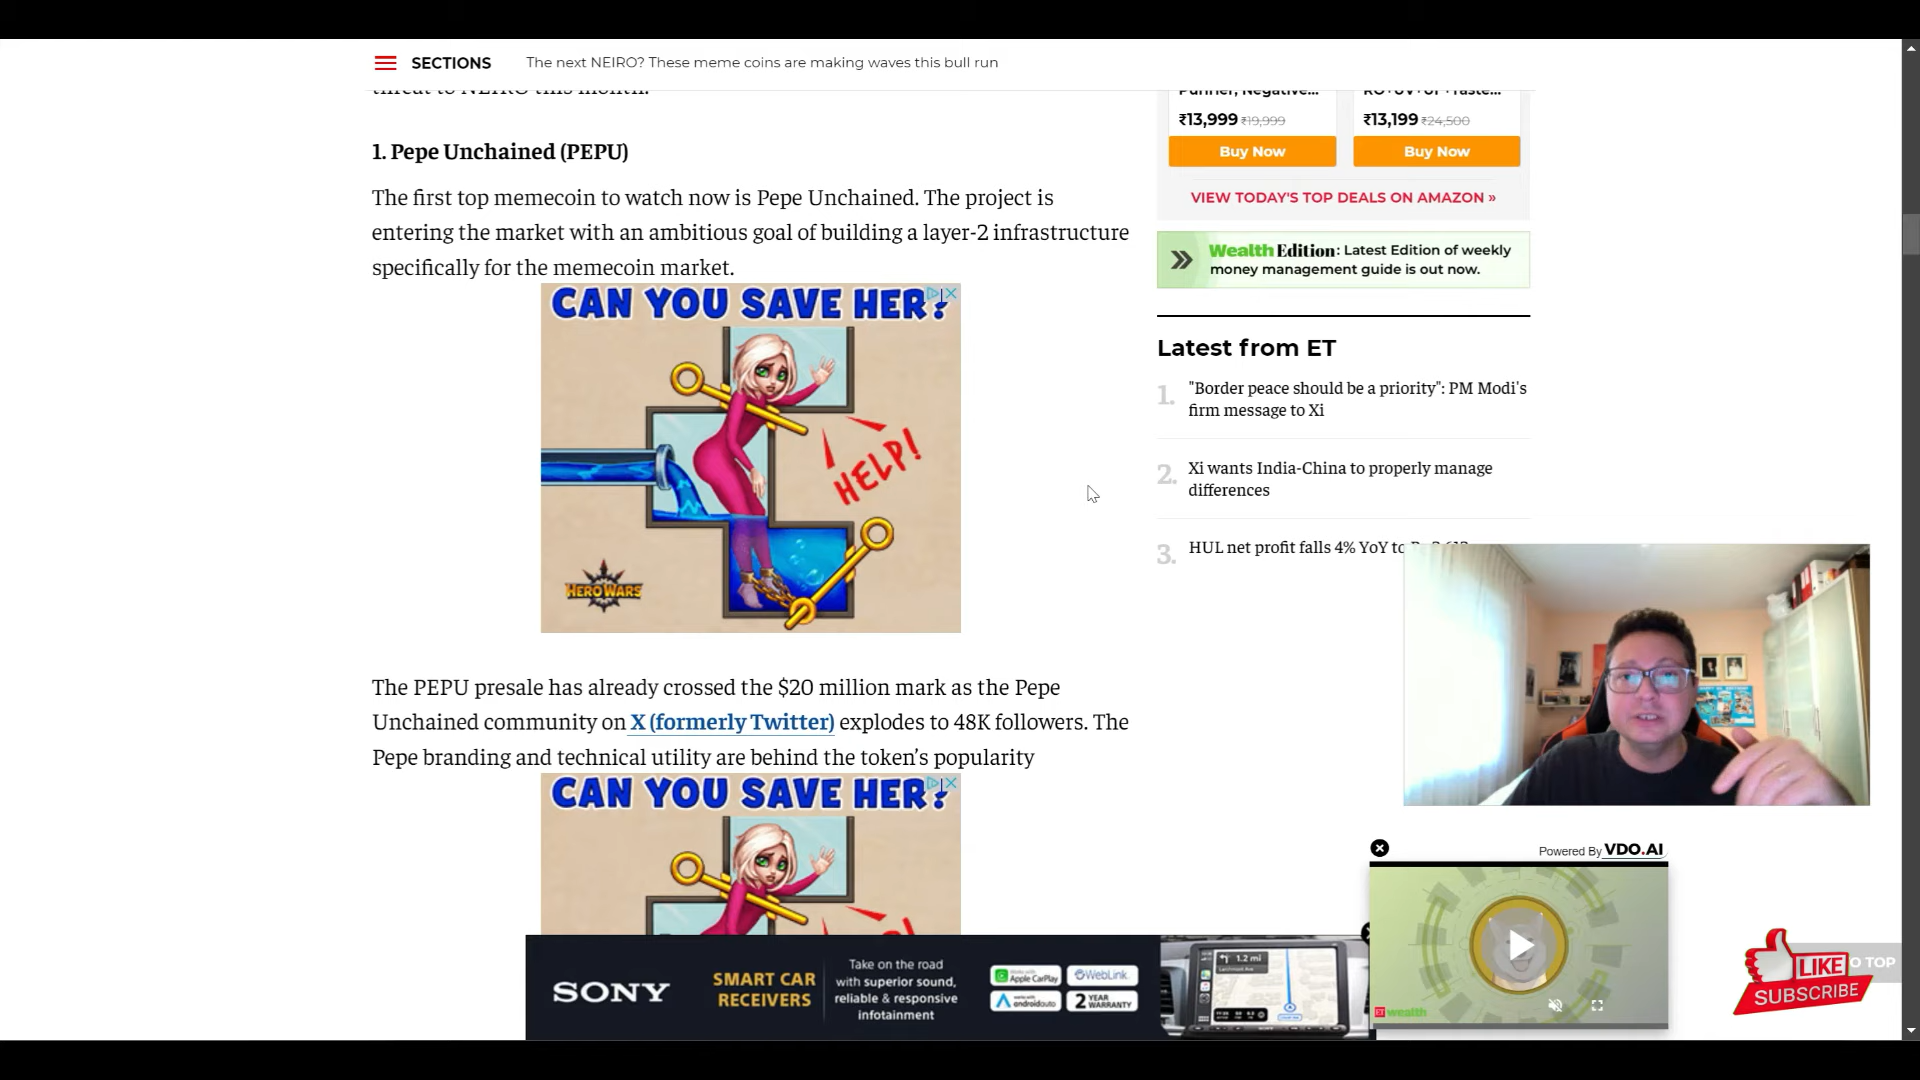 SECTIONS
The next NEIRO? These meme coins are making waves this bull run
threat to NEIRO this month.
1. Pepe Unchained (PEPU)
The first top memecoin to watch now is Pepe Unchained. The project is
entering the market with an ambitious goal of building a layer-2 infrastructure
specifically for the memecoin market.
CAN YOU SAVE HER?
HELP!
HERO WARS
The PEPU presale has already crossed the $20 million mark as the Pepe
Unchained community on X (formerly Twitter) explodes to 48K followers. The
Pepe branding and technical utility are behind the token's popularity
CAN YOU SAVE HER?
SONY
SMART CAR
RECEIVERS
Take on the road
with superior sound,
reliable & responsive
infotainment
Apple CarPlay
WebLink
androidauto
2 YEAR
WARRANTY
1.2 mi
Purifier, Negative...
₹13,999 ₹19,999
Buy Now
RO+UV+UF+Taste...
₹13,199 ₹24,500
Buy Now
VIEW TODAY'S TOP DEALS ON AMAZON »
Wealth Edition: Latest Edition of weekly
money management guide is out now.
Latest from ET
1. "Border peace should be a priority": PM Modi's
firm message to Xi
2. Xi wants India-China to properly manage
differences
3. HUL net profit falls 4% YoY to
Powered By VDO.AI
ET wealth
O TOP
LIKE
SUBSCRIBE